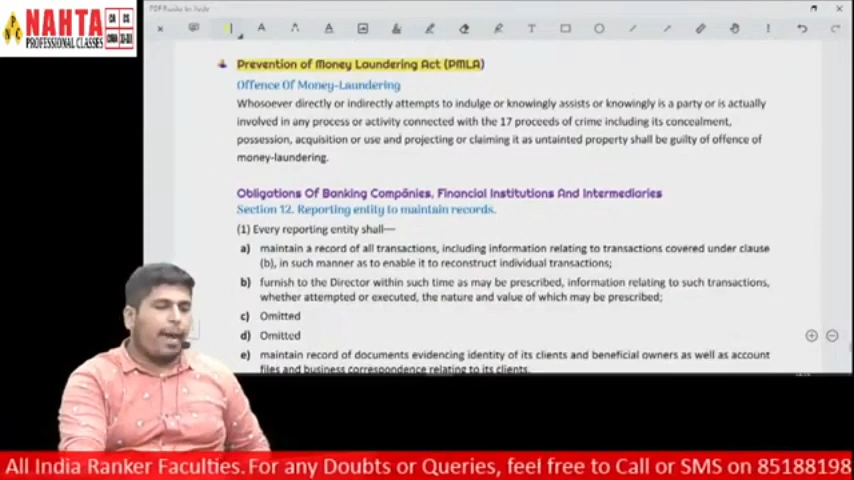 NAHTA
PROFESSIONAL CLASSES
CA CS
CMA XI-XII
Prevention of Money Laundering Act (PMLA)
Offence Of Money-Laundering
Whosoever directly or indirectly attempts to indulge or knowingly assists or knowingly is a party or is actually
involved in any process or activity connected with the 17 proceeds of crime including its concealment,
possession, acquisition or use and projecting or claiming it as untainted property shall be guilty of offence of
money-laundering.
Obligations Of Banking Companies, Financial Institutions And Intermediaries
Section 12. Reporting entity to maintain records.
(1) Every reporting entity shall—
a) maintain a record of all transactions, including information relating to transactions covered under clause
(b), in such manner as to enable it to reconstruct individual transactions;
b) furnish to the Director within such time as may be prescribed, information relating to such transactions,
whether attempted or executed, the nature and value of which may be prescribed;
c) Omitted
d) Omitted
e) maintain record of documents evidencing identity of its clients and beneficial owners as well as account
files and business correspondence relating to its clients.
All India Ranker Faculties. For any Doubts or Queries, feel free to Call or SMS on 85188198